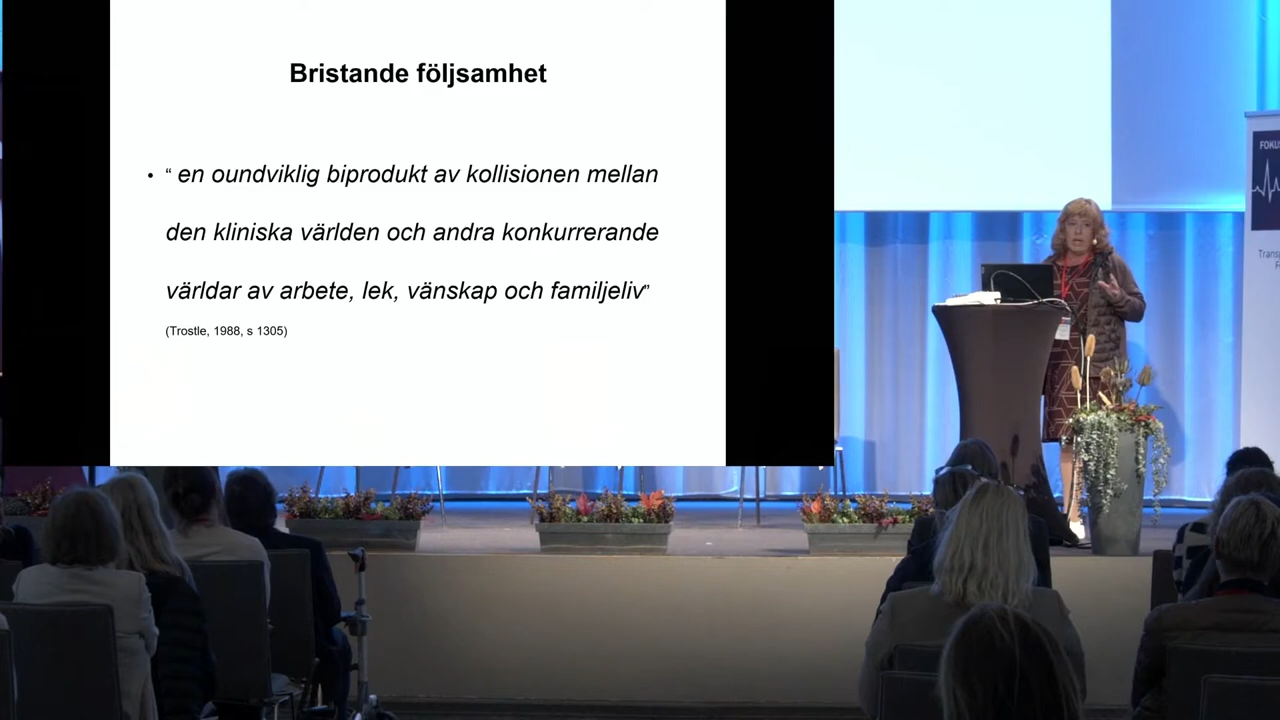 Bristande följsamhet
• “ en oundviklig biprodukt av kollisionen mellan
den kliniska världen och andra konkurrerande
världar av arbete, lek, vänskap och familjeliv”
(Trostle, 1988, s 1305)